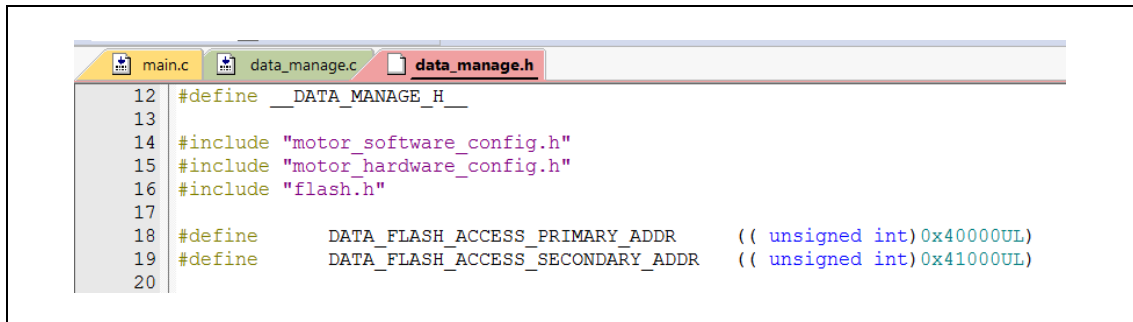 main.c data_manage.c data_manage.h
12 #define __DATA_MANAGE_H__
13
14 #include "motor_software_config.h"
15 #include "motor_hardware_config.h"
16 #include "flash.h"
17
18 #define DATA_FLASH_ACCESS_PRIMARY_ADDR (( unsigned int)0x40000UL)
19 #define DATA_FLASH_ACCESS_SECONDARY_ADDR (( unsigned int)0x41000UL)
20